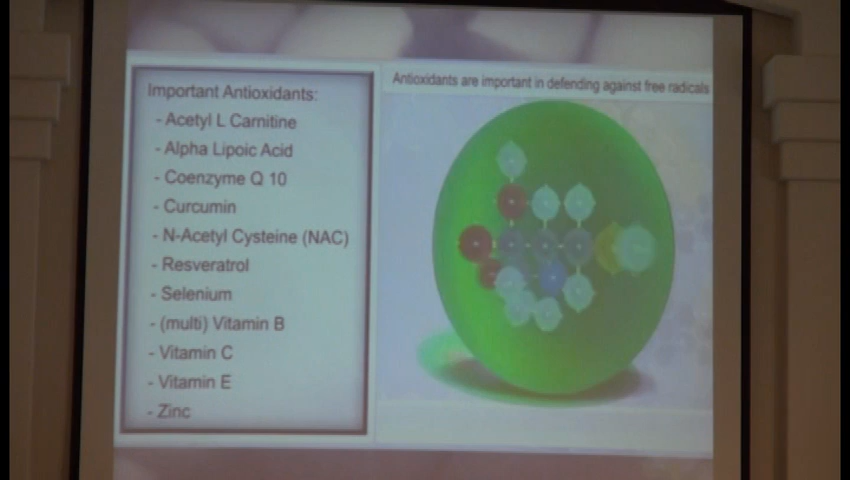 Important Antioxidants:
- Acetyl L Carnitine
- Alpha Lipoic Acid
- Coenzyme Q 10
- Curcumin
- N-Acetyl Cysteine (NAC)
- Resveratrol
- Selenium
- (multi) Vitamin B
- Vitamin C
- Vitamin E
- Zinc
Antioxidants are important in defending against free radicals